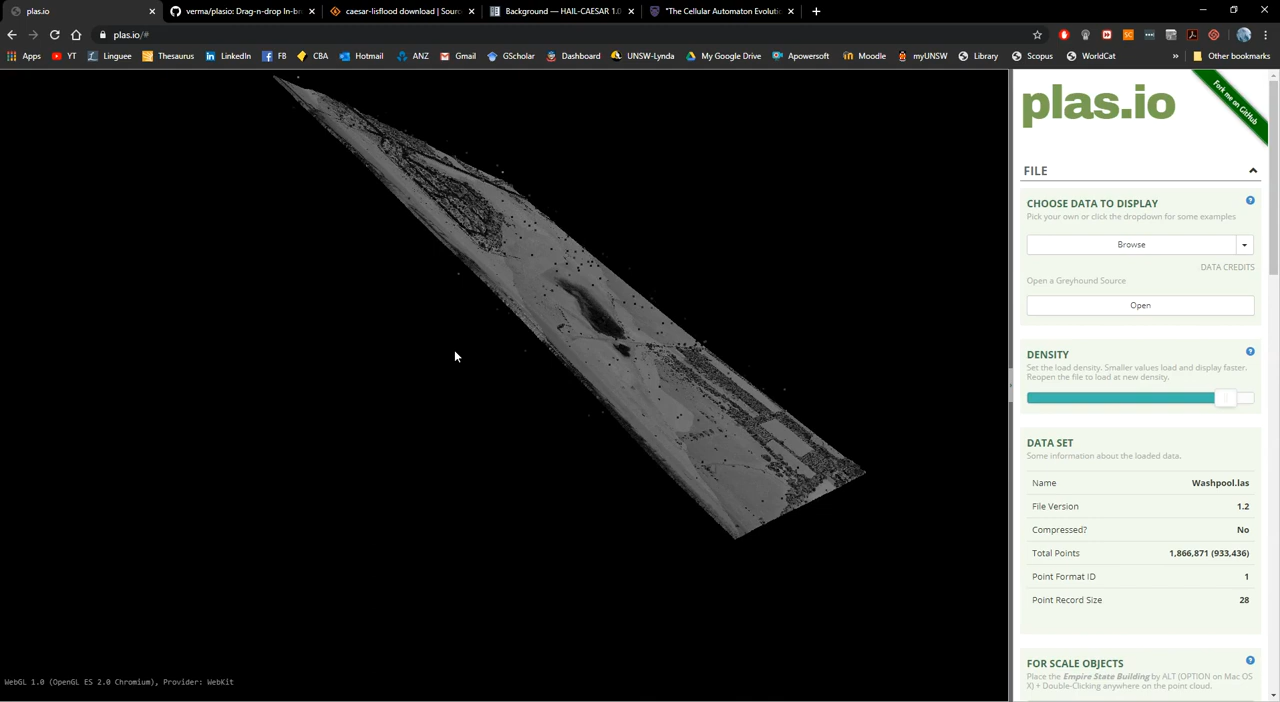 plas.io
verma/plasio: Drag-n-drop In-bro
caesar-lisflood download | Sourc
Background — HAIL-CAESAR 1.0
"The Cellular Automaton Evolutic
plas.io/#
Apps
YT
Linguee
Thesaurus
LinkedIn
FB
CBA
Hotmail
ANZ
Gmail
GScholar
Dashboard
UNSW-Lynda
My Google Drive
Apowersoft
Moodle
myUNSW
Library
Scopus
WorldCat
»
Other bookmarks
plas.io
Fork me on GitHub
FILE
CHOOSE DATA TO DISPLAY
Pick your own or click the dropdown for some examples
Browse
DATA CREDITS
Open a Greyhound Source
Open
DENSITY
Set the load density. Smaller values load and display faster.
Reopen the file to load at new density.
DATA SET
Some information about the loaded data.
Name Washpool.las
File Version 1.2
Compressed? No
Total Points 1,866,871 (933,436)
Point Format ID 1
Point Record Size 28
FOR SCALE OBJECTS
Place the Empire State Building by ALT (OPTION on Mac OS
X) + Double-Clicking anywhere on the point cloud.
WebGL 1.0 (OpenGL ES 2.0 Chromium), Provider: WebKit